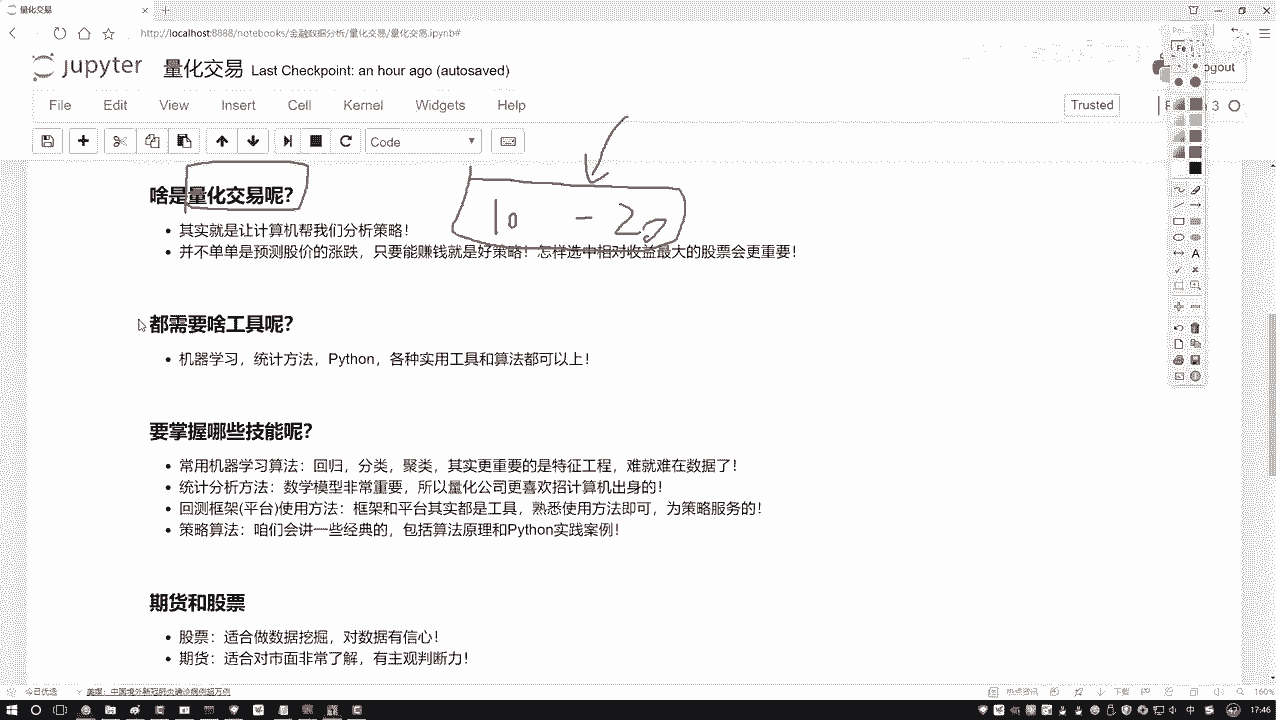 量化交易
http://localhost:8888/notebooks/金融数据分析/量化交易/量化交易.ipynb#
jupyter 量化交易 Last Checkpoint: an hour ago (autosaved)
File Edit View Insert Cell Kernel Widgets Help Trusted 3
Code
啥是量化交易呢?
10 - 20
其实就是让计算机帮我们分析策略!
并不单单是预测股价的涨跌，只要能赚钱就是好策略! 怎样选中相对收益最大的股票会更重要!
都需要啥工具呢?
机器学习，统计方法，Python，各种实用工具和算法都可以上!
要掌握哪些技能呢?
常用机器学习算法：回归，分类，聚类，其实更重要的是特征工程，难就难在数据了!
统计分析方法：数学模型非常重要，所以量化公司更喜欢招计算机出身的!
回测框架(平台)使用方法：框架和平台其实都是工具，熟悉使用方法即可，为策略服务的!
策略算法：咱们会讲一些经典的，包括算法原理和Python实践案例!
期货和股票
股票：适合做数据挖掘，对数据有信心!
期货：适合对市面非常了解，有主观判断力!
今日优选
热点资讯 下载 160%
中 17:46